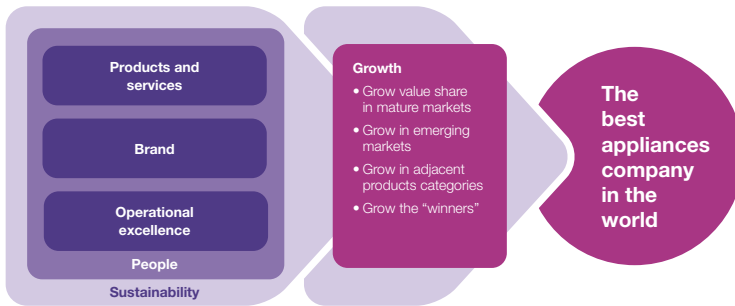 Products and
services
Brand
Operational
excellence
People
Sustainability
Growth
• Grow value share
in mature markets
• Grow in emerging
markets
• Grow in adjacent
products categories
• Grow the “winners”
The
best
appliances
company
in the
world